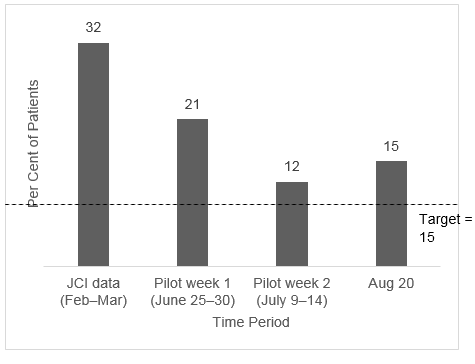 32
21
12
15
Per Cent of Patients
Target =
15
JCI data
(Feb–Mar)
Pilot week 1
(June 25–30)
Pilot week 2
(July 9–14)
Aug 20
Time Period